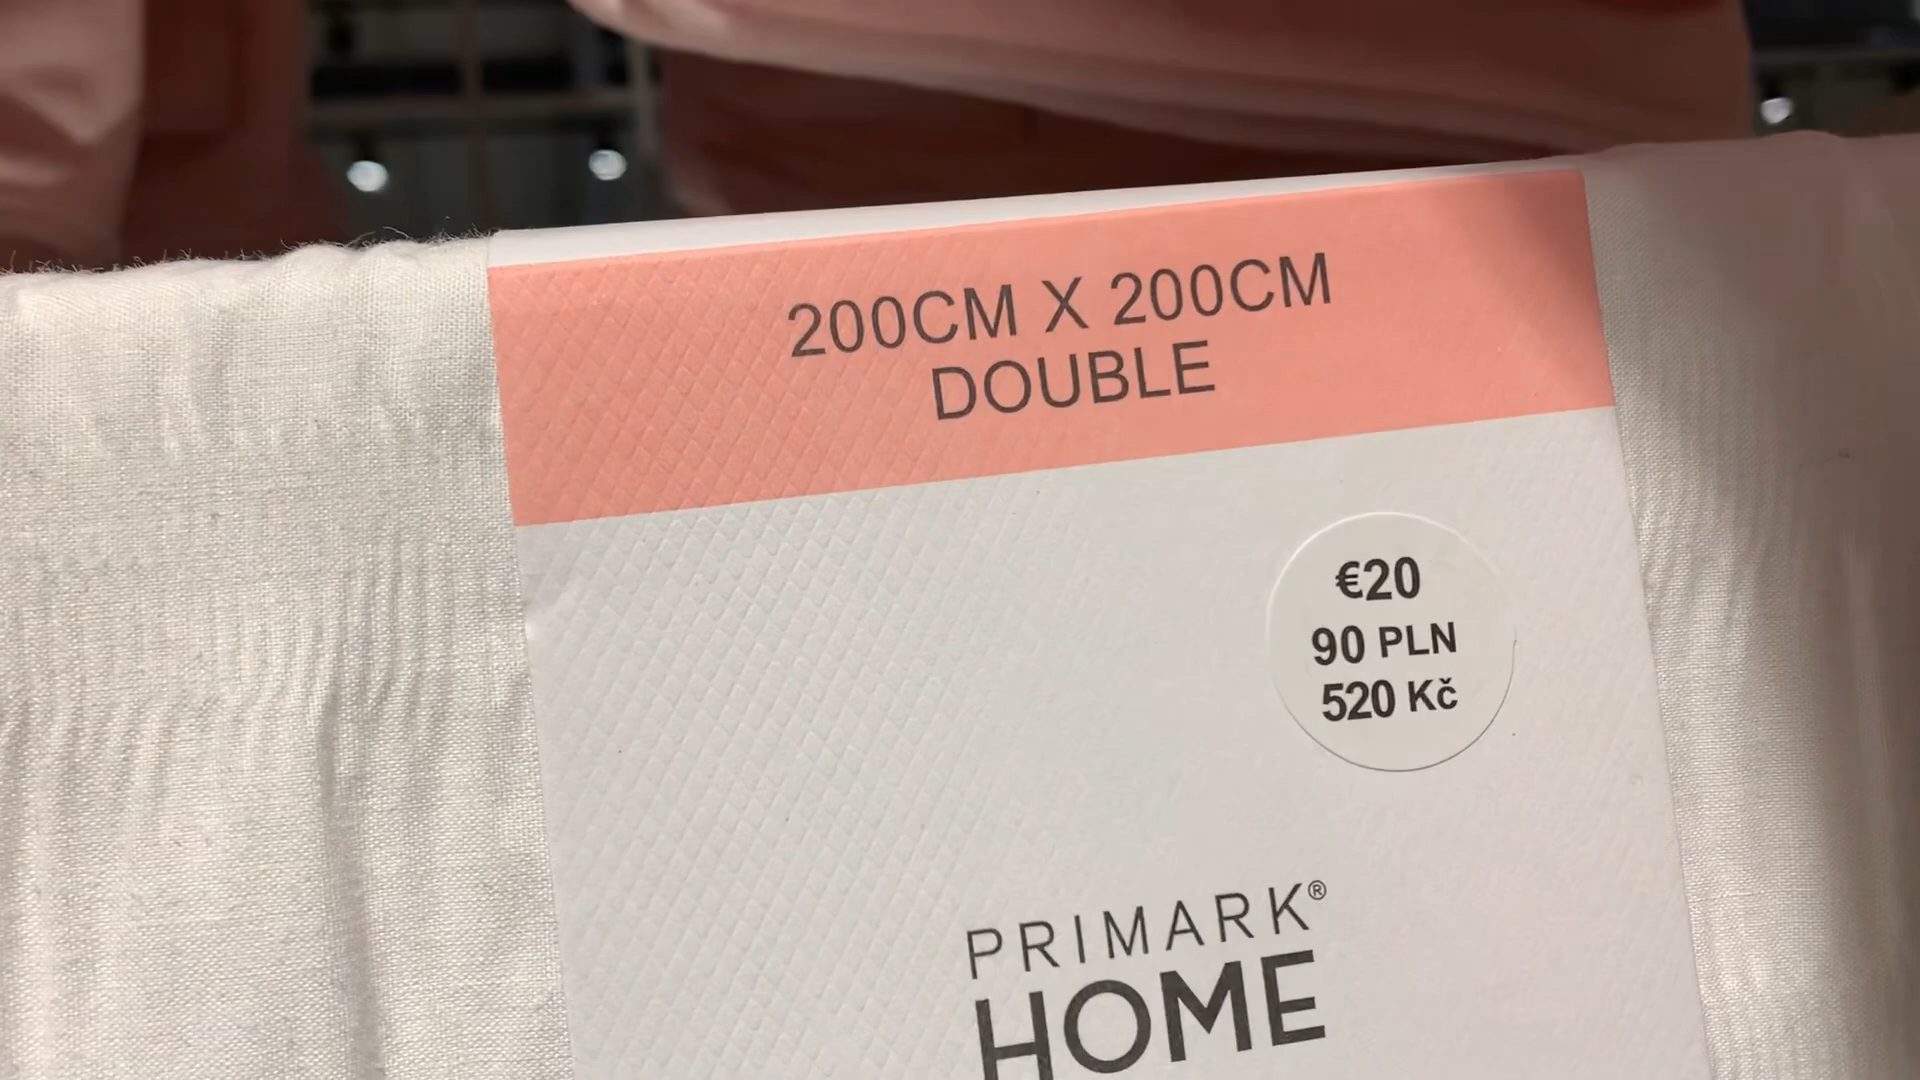 200CM X 200CM
DOUBLE
€20
90 PLN
520 Kč
PRIMARK®
HOME